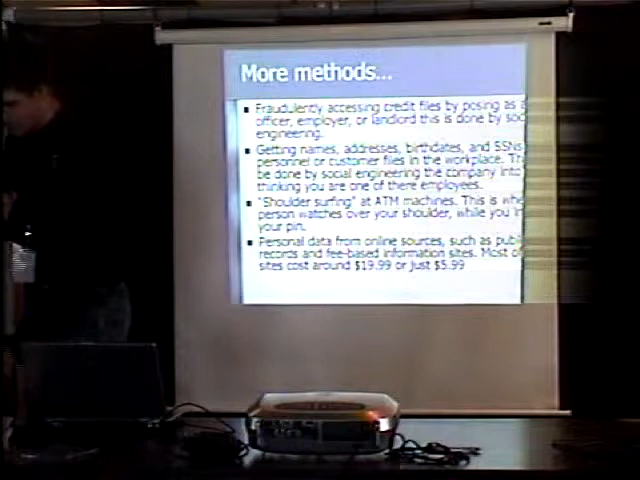 More methods...
Fraudulently accessing credit files by posing as a
officer, employer, or landlord this is done by soc
engineering.
Getting names, addresses, birthdates, and SSNs
personnel or customer files in the workplace. Th
be done by social engineering the company into
thinking you are one of there employees.
"Shoulder surfing" at ATM machines. This is whe
person watches over your shoulder, while you in
your pin.
Personal data from online sources, such as publi
records and fee-based information sites. Most of
sites cost around $19.99 or just $5.99